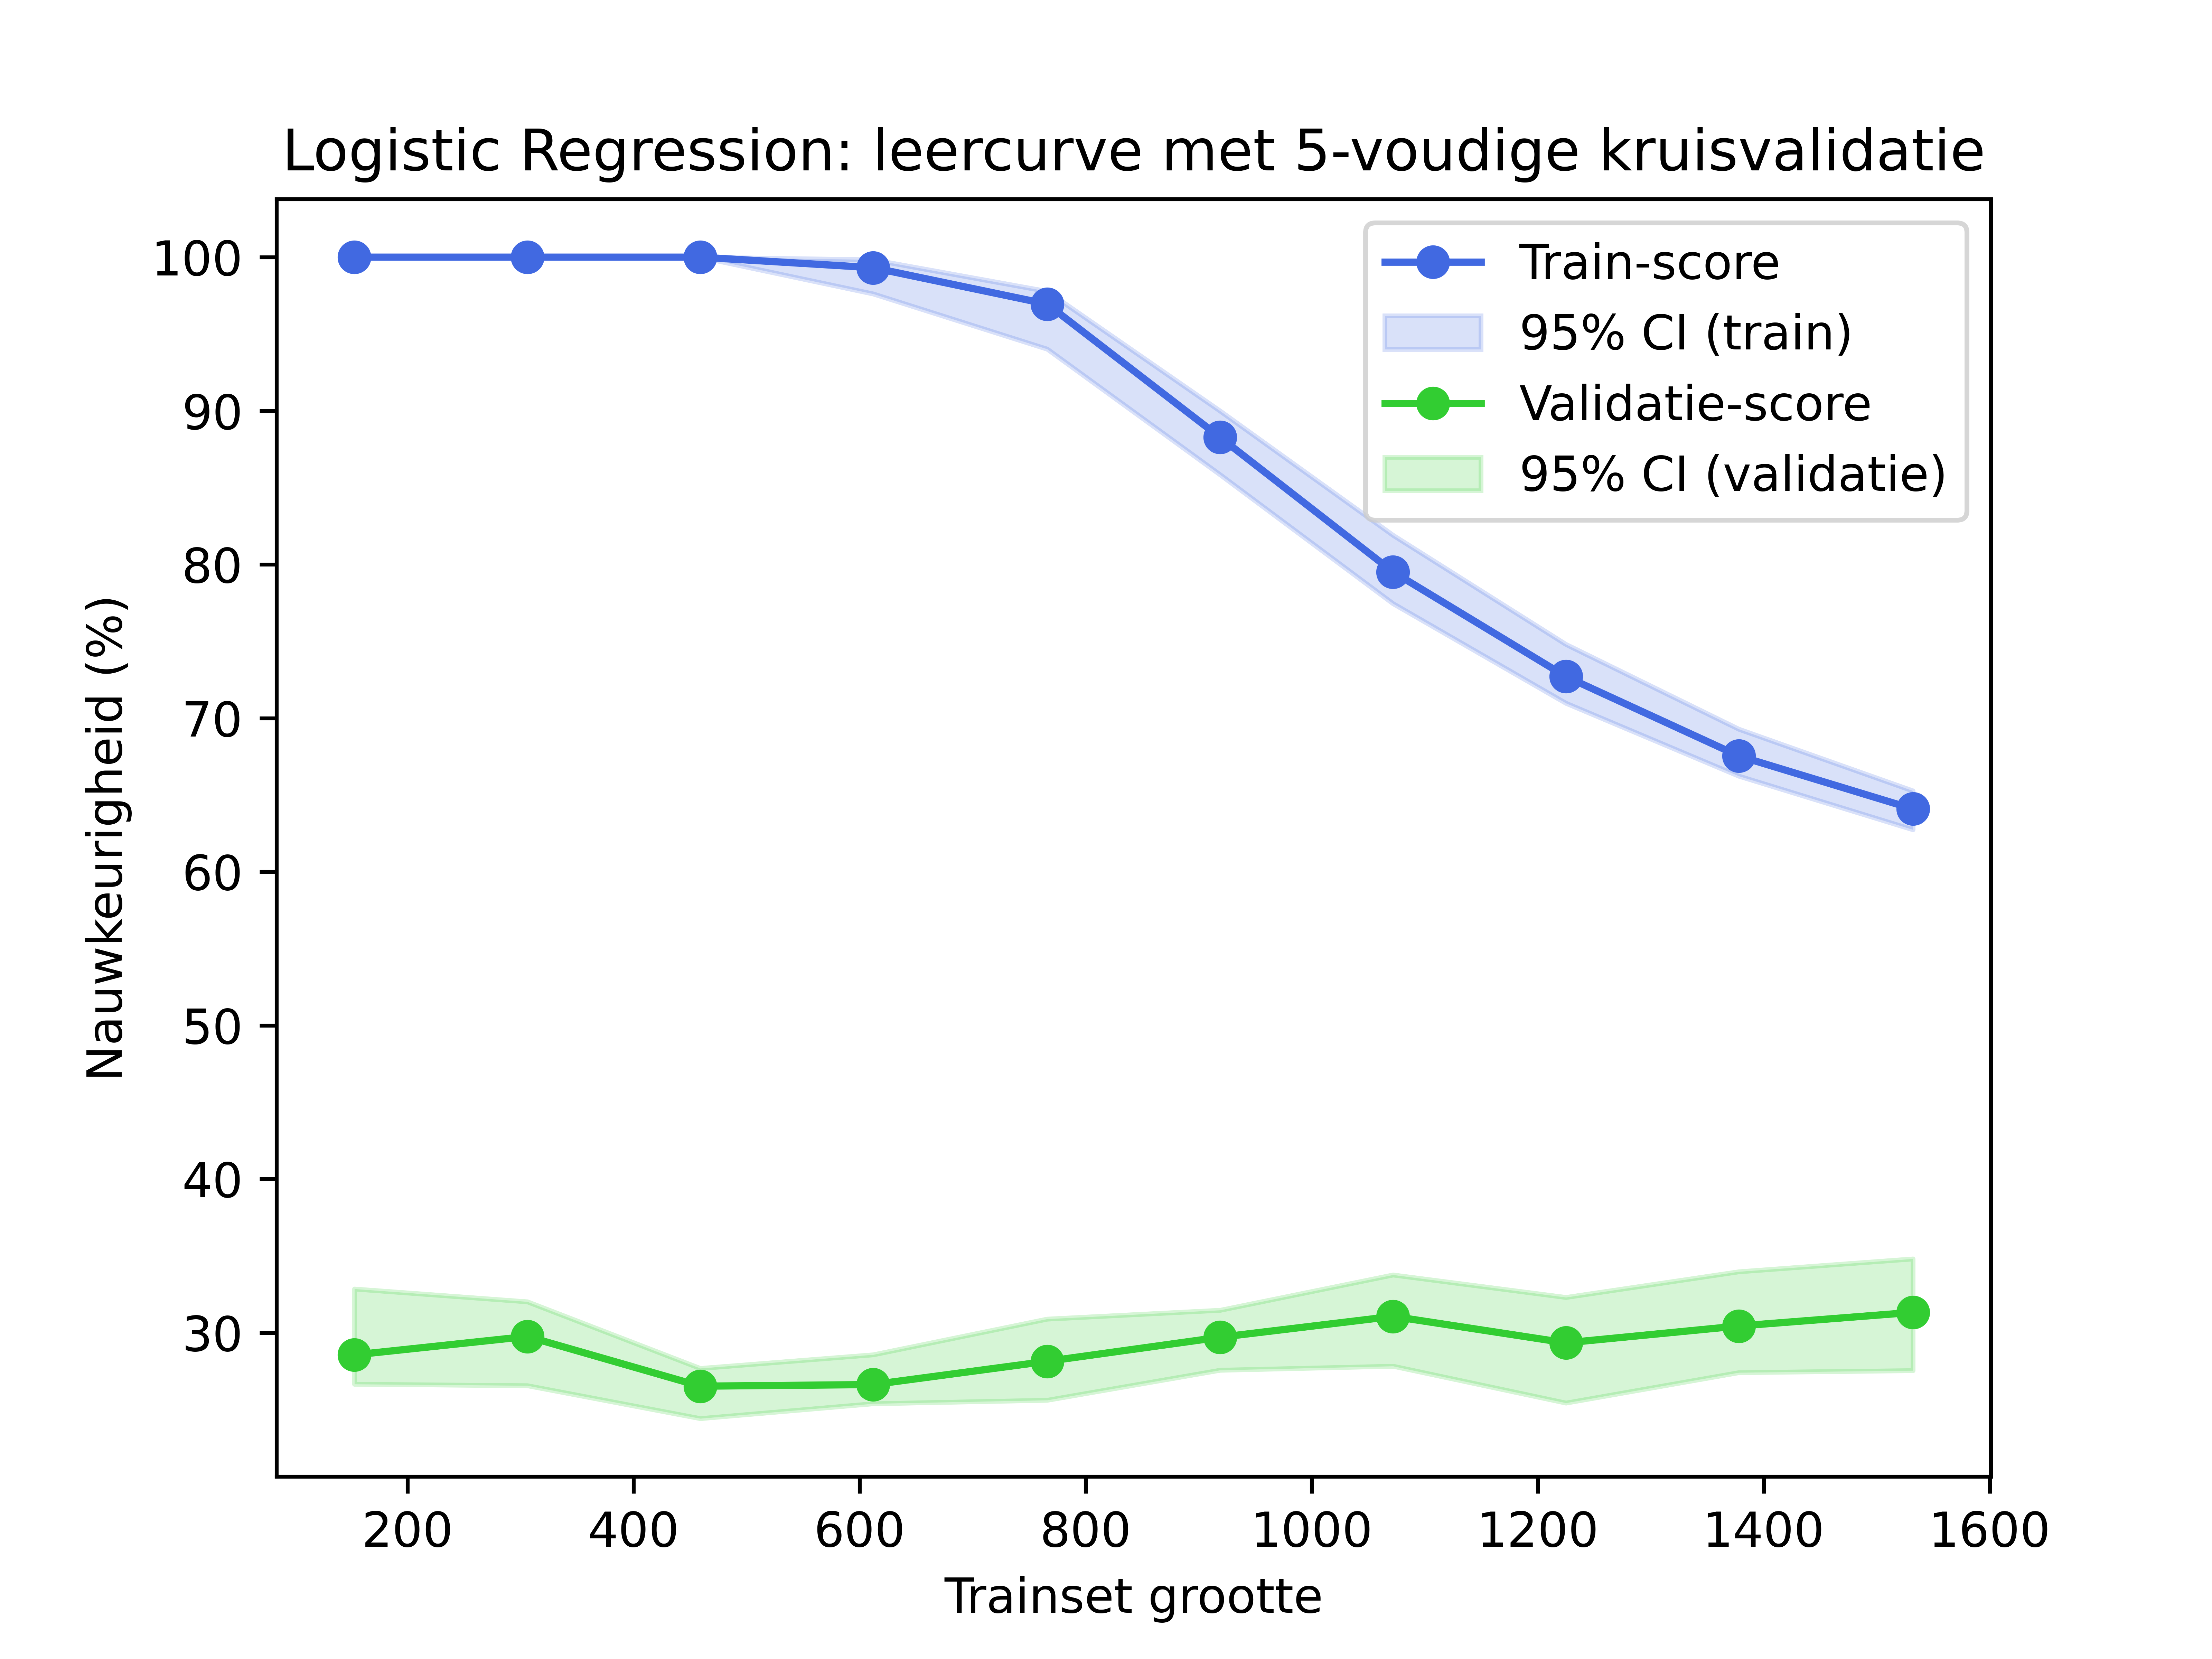 Logistic Regression: leercurve met 5-voudige kruisvalidatie
Train-score
95% CI (train)
Validatie-score
95% CI (validatie)
Nauwkeurigheid (%)
100
90
80
70
60
50
40
30
200 400 600 800 1000 1200 1400 1600
Trainset grootte